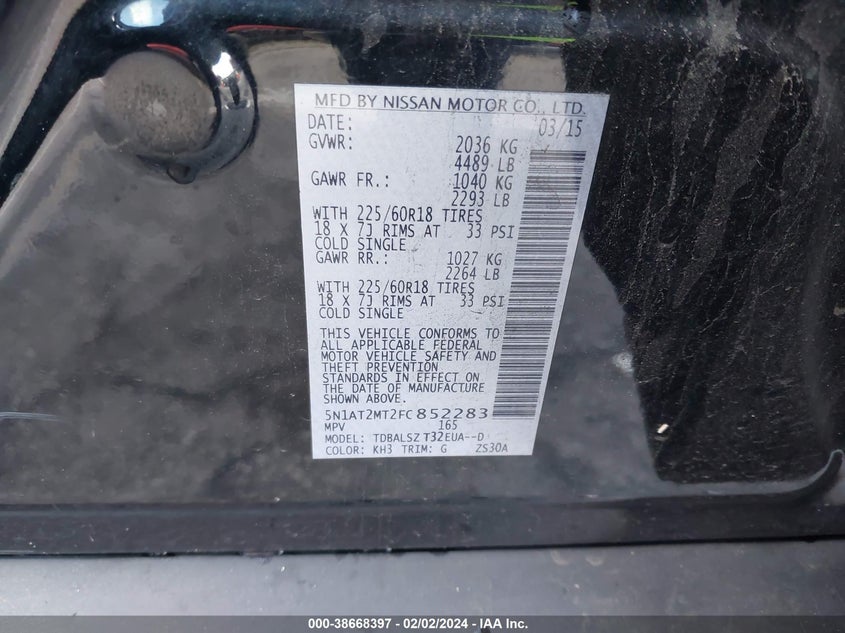 MFD BY NISSAN MOTOR CO., LTD.
DATE: 03/15
GVWR: 2036 KG
4489 LB
GAWR FR.: 1040 KG
2293 LB
WITH 225/60R18 TIRES
18 X 7J RIMS AT 33 PSI
COLD SINGLE
GAWR RR.: 1027 KG
2264 LB
WITH 225/60R18 TIRES
18 X 7J RIMS AT 33 PSI
COLD SINGLE
THIS VEHICLE CONFORMS TO
ALL APPLICABLE FEDERAL
MOTOR VEHICLE SAFETY AND
THEFT PREVENTION
STANDARDS IN EFFECT ON
THE DATE OF MANUFACTURE
SHOWN ABOVE.
5N1AT2MT2FC852283
MPV 165
MODEL: TDBALSZ T32EUA--D
COLOR: KH3 TRIM: G ZS30A
000-38668397 - 02/02/2024 - IAA Inc.